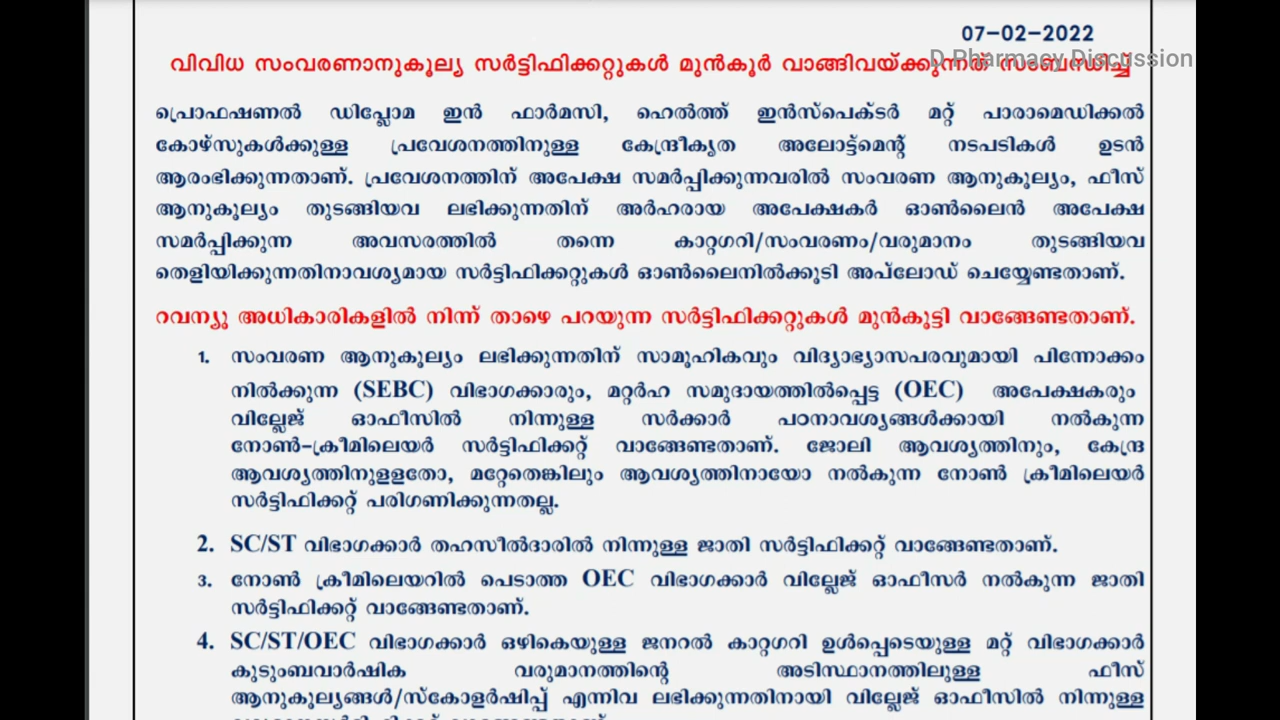 07-02-2022
D Pharmacy Discussion
വിവിധ സംവരണാനുകൂല്യ സർട്ടിഫിക്കറ്റുകൾ മുൻകൂർ വാങ്ങിവയ്ക്കുന്നത് സംബന്ധിച്ച്
പ്രൊഫഷണൽ ഡിപ്ലോമ ഇൻ ഫാർമസി, ഹെൽത്ത് ഇൻസ്പെക്ടർ മറ്റ് പാരാമെഡിക്കൽ
കോഴ്സുകൾക്കുള്ള പ്രവേശനത്തിനുള്ള കേന്ദ്രീകൃത അലോട്ട്മെന്റ് നടപടികൾ ഉടൻ
ആരംഭിക്കുന്നതാണ്. പ്രവേശനത്തിന് അപേക്ഷ സമർപ്പിക്കുന്നവരിൽ സംവരണ ആനുകൂല്യം, ഫീസ്
ആനുകൂല്യം തുടങ്ങിയവ ലഭിക്കുന്നതിന് അർഹരായ അപേക്ഷകർ ഓൺലൈൻ അപേക്ഷ
സമർപ്പിക്കുന്ന അവസരത്തിൽ തന്നെ കാറ്റഗറി/സംവരണം/വരുമാനം തുടങ്ങിയവ
തെളിയിക്കുന്നതിനാവശ്യമായ സർട്ടിഫിക്കറ്റുകൾ ഓൺലൈനിൽക്കൂടി അപ്‌ലോഡ് ചെയ്യേണ്ടതാണ്.
റവന്യു അധികാരികളിൽ നിന്ന് താഴെ പറയുന്ന സർട്ടിഫിക്കറ്റുകൾ മുൻകൂട്ടി വാങ്ങേണ്ടതാണ്.
1. സംവരണ ആനുകൂല്യം ലഭിക്കുന്നതിന് സാമൂഹികവും വിദ്യാഭ്യാസപരവുമായി പിന്നോക്കം
നിൽക്കുന്ന (SEBC) വിഭാഗക്കാരും, മറ്റർഹ സമുദായത്തിൽപ്പെട്ട (OEC) അപേക്ഷകരും
വില്ലേജ് ഓഫീസിൽ നിന്നുള്ള സർക്കാർ പഠനാവശ്യങ്ങൾക്കായി നൽകുന്ന
നോൺ-ക്രീമിലെയർ സർട്ടിഫിക്കറ്റ് വാങ്ങേണ്ടതാണ്. ജോലി ആവശ്യത്തിനും, കേന്ദ്ര
ആവശ്യത്തിനുളളതോ, മറ്റേതെങ്കിലും ആവശ്യത്തിനായോ നൽകുന്ന നോൺ ക്രീമിലെയർ
സർട്ടിഫിക്കറ്റ് പരിഗണിക്കുന്നതല്ല.
2. SC/ST വിഭാഗക്കാർ തഹസീൽദാരിൽ നിന്നുള്ള ജാതി സർട്ടിഫിക്കറ്റ് വാങ്ങേണ്ടതാണ്.
3. നോൺ ക്രീമിലെയറിൽ പെടാത്ത OEC വിഭാഗക്കാർ വില്ലേജ് ഓഫീസർ നൽകുന്ന ജാതി
സർട്ടിഫിക്കറ്റ് വാങ്ങേണ്ടതാണ്.
4. SC/ST/OEC വിഭാഗക്കാർ ഒഴികെയുള്ള ജനറൽ കാറ്റഗറി ഉൾപ്പെടെയുള്ള മറ്റ് വിഭാഗക്കാർ
കുടുംബവാർഷിക വരുമാനത്തിന്റെ അടിസ്ഥാനത്തിലുള്ള ഫീസ്
ആനുകൂല്യങ്ങൾ/സ്കോളർഷിപ്പ് എന്നിവ ലഭിക്കുന്നതിനായി വില്ലേജ് ഓഫീസിൽ നിന്നുള്ള